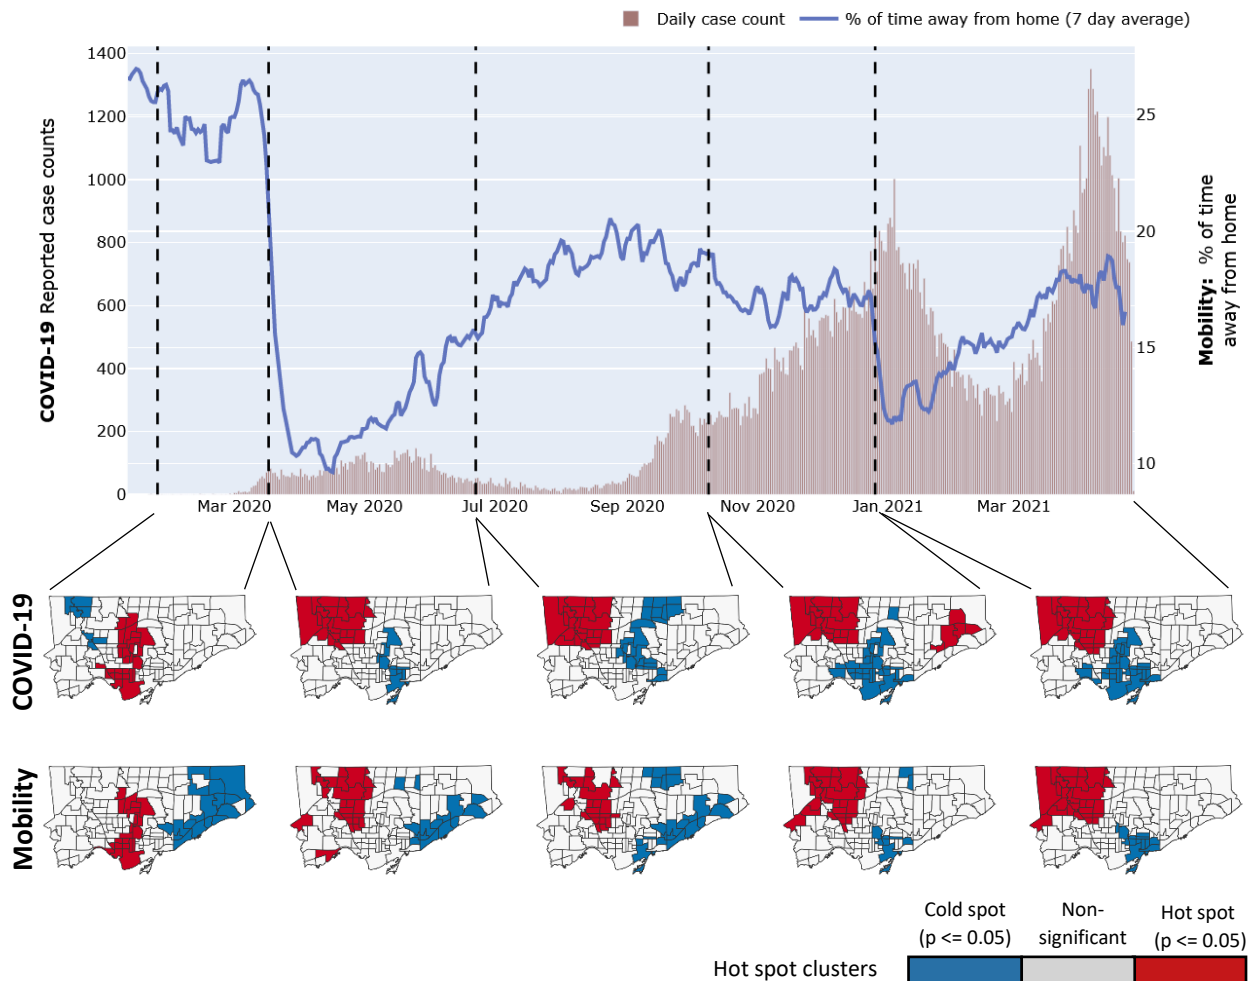 Daily case count
% of time away from home (7 day average)
1400
1200
1000
800
600
400
200
0
COVID-19 Reported case counts
25
20
15
10
Mobility: % of time
away from home
Mar 2020
May 2020
Jul 2020
Sep 2020
Nov 2020
Jan 2021
Mar 2021
COVID-19
Mobility
Cold spot
(p <= 0.05)
Non-
significant
Hot spot
(p <= 0.05)
Hot spot clusters